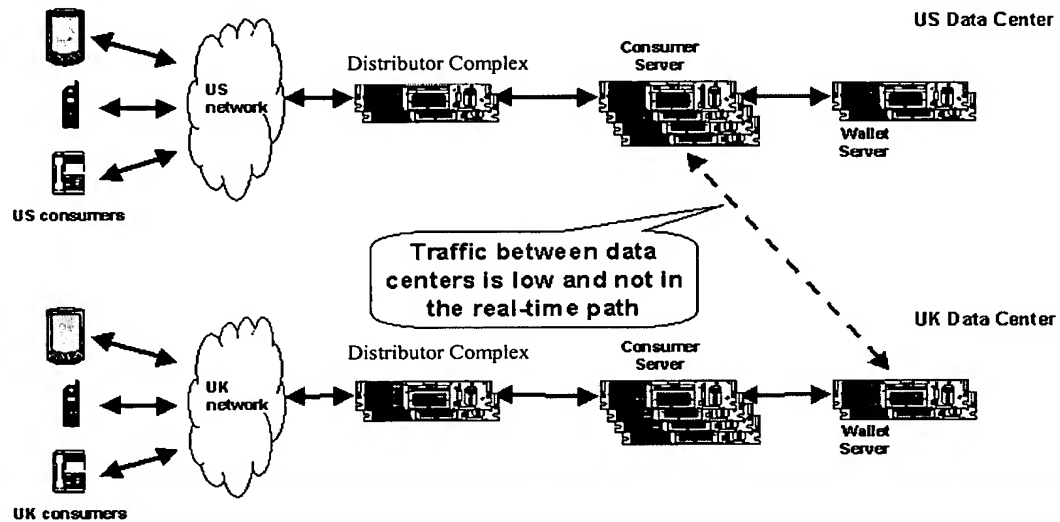 US Data Center
Consumer
Server
Distributor Complex
US
network
Wallet
Server
US consumers
Traffic between data
centers is low and not in
the real-time path
UK Data Center
Consumer
Server
Distributor Complex
UK
network
Wallet
Server
UK consumers